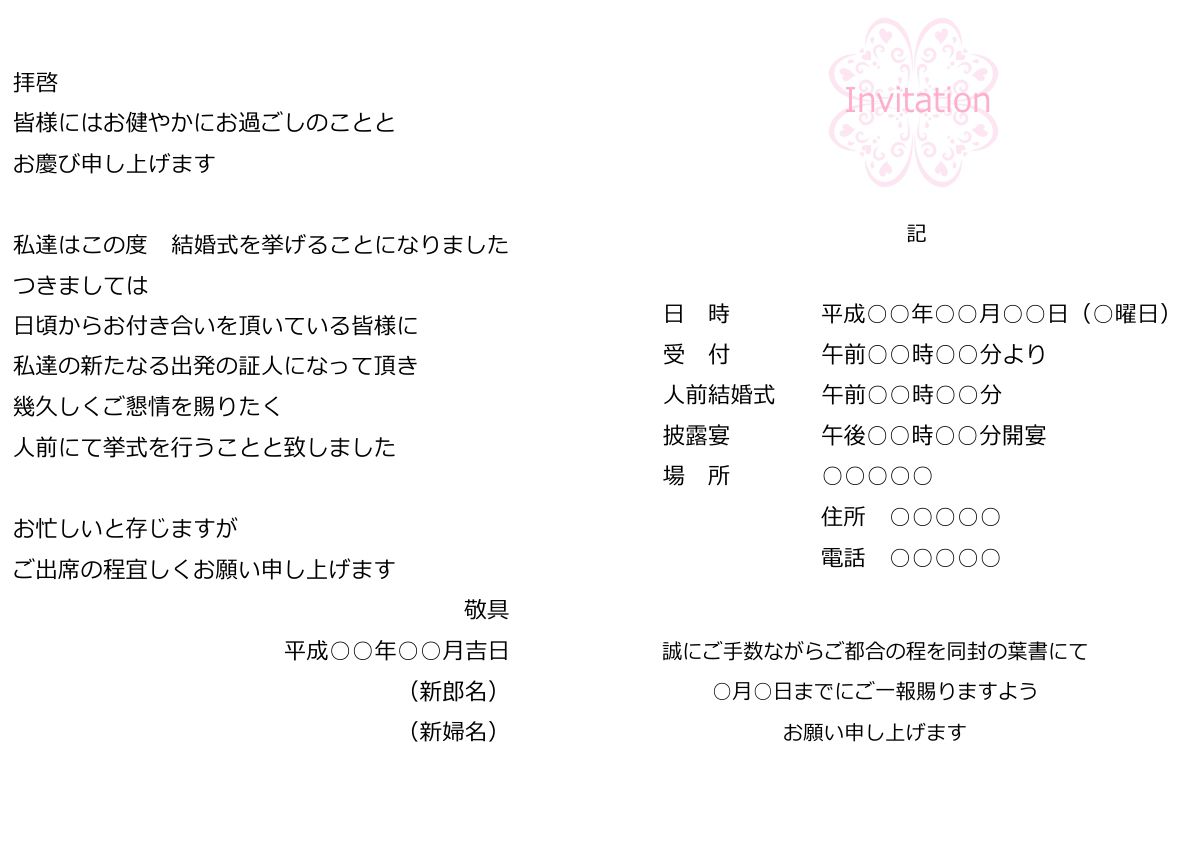 拝啓
皆様にはお健やかにお過ごしのことと
お慶び申し上げます
私達はこの度　結婚式を挙げることになりました
つきましては
日頃からお付き合いを頂いている皆様に
私達の新たなる出発の証人になって頂き
幾久しくご懇情を賜りたく
人前にて挙式を行うことと致しました
お忙しいと存じますが
ご出席の程宜しくお願い申し上げます
敬具
平成○○年○○月吉日
（新郎名）
（新婦名）
Invitation
記
日　時　平成○○年○○月○○日（○曜日）
受　付　午前○○時○○分より
人前結婚式　午前○○時○○分
披露宴　午後○○時○○分開宴
場　所　○○○○○
住所　○○○○○
電話　○○○○○
誠にご手数ながらご都合の程を同封の葉書にて
○月○日までにご一報賜りますよう
お願い申し上げます